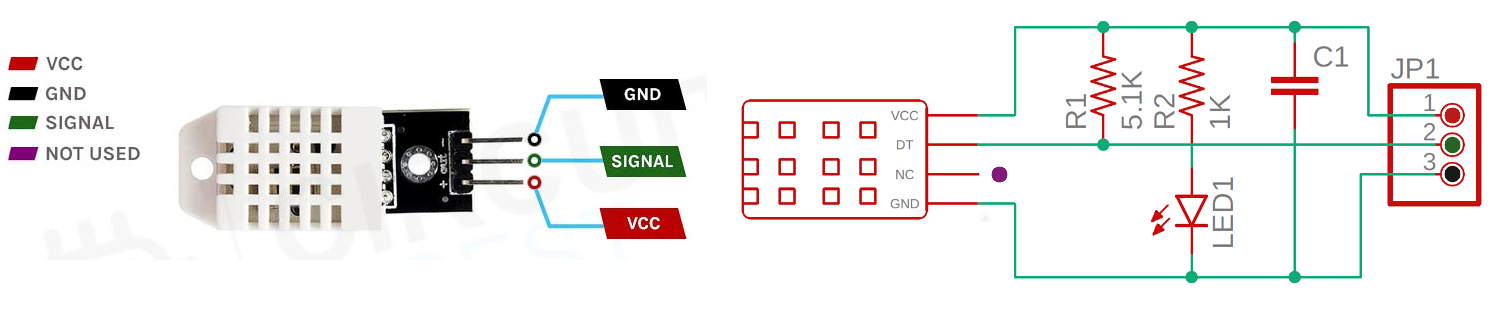 VCC
GND
SIGNAL
NOT USED
GND
SIGNAL
VCC
-
out
+
VCC
DT
NC
GND
R1
5.1K
R2
1K
LED1
C1
JP1
1
2
3